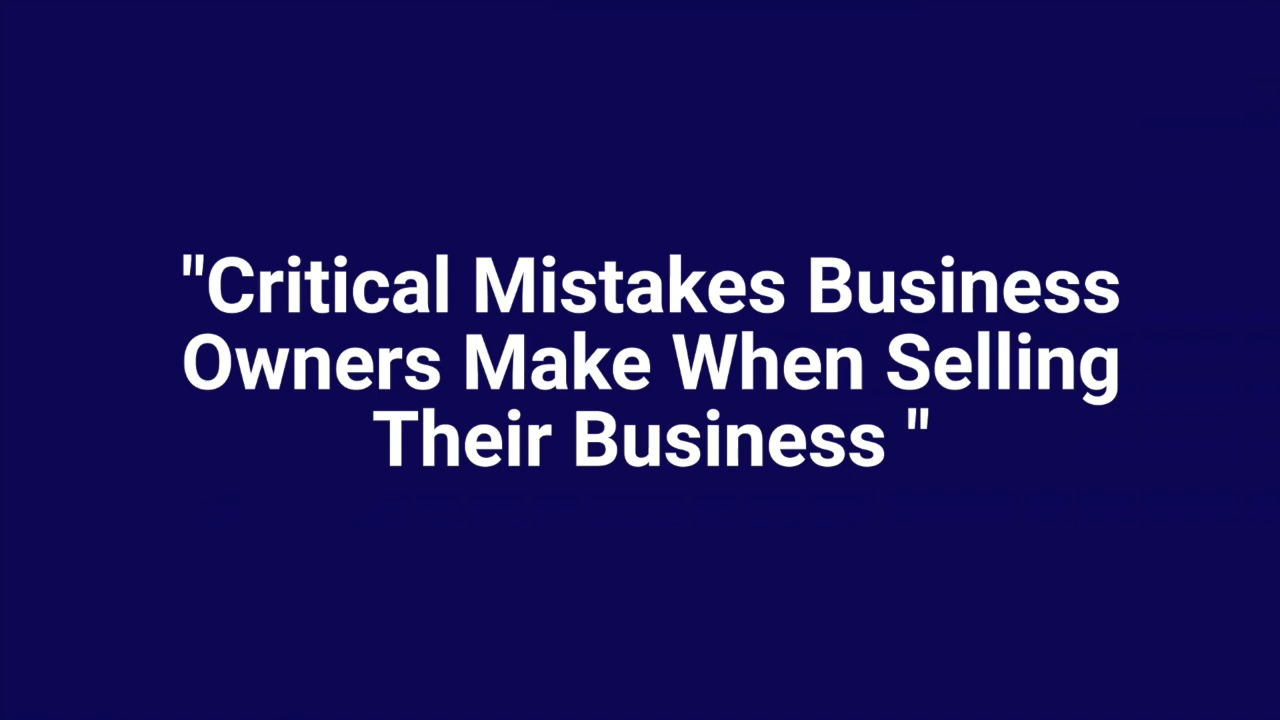 "Critical Mistakes Business
Owners Make When Selling
Their Business "